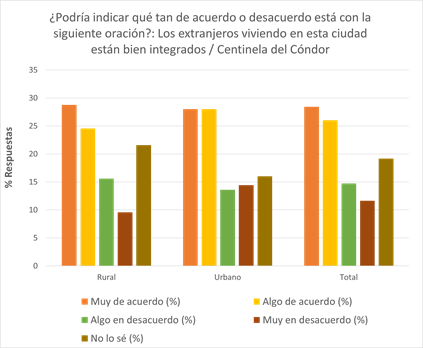 ¿Podría indicar qué tan de acuerdo o desacuerdo está con la
siguiente oración?: Los extranjeros viviendo en esta ciudad
están bien integrados / Centinela del Cóndor
35
30
25
20
15
10
5
0
% Respuestas
Rural Urbano Total
Muy de acuerdo (%) Algo de acuerdo (%)
Algo en desacuerdo (%) Muy en desacuerdo (%)
No lo sé (%)